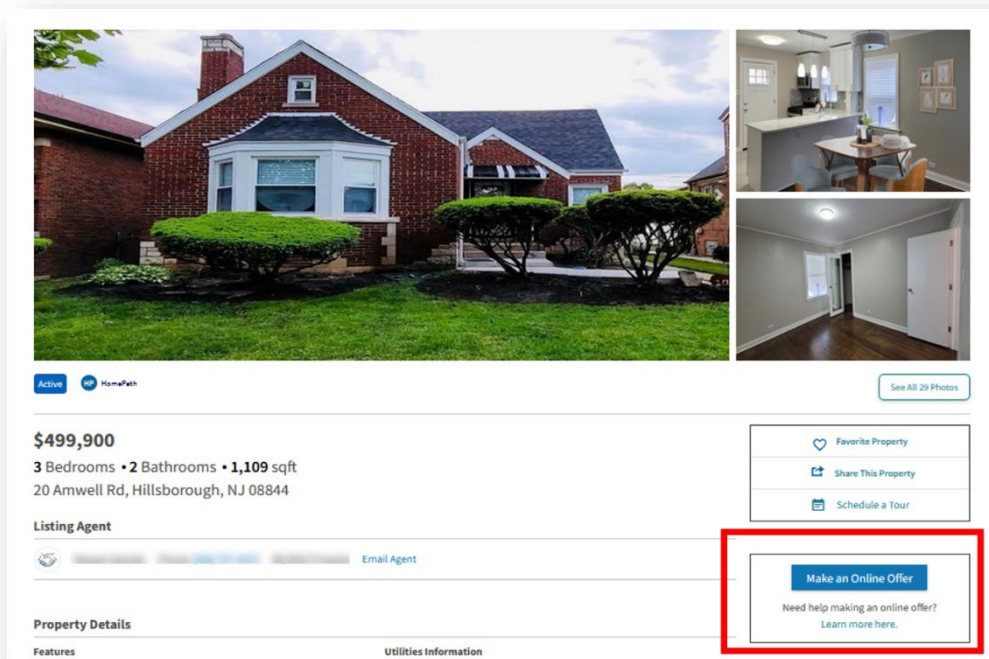 Active
HP HomePath
See All 29 Photos
$499,900
3 Bedrooms • 2 Bathrooms • 1,109 sqft
20 Amwell Rd, Hillsborough, NJ 08844
Favorite Property
Share This Property
Schedule a Tour
Listing Agent
Email Agent
Make an Online Offer
Need help making an online offer?
Learn more here.
Property Details
Features
Utilities Information